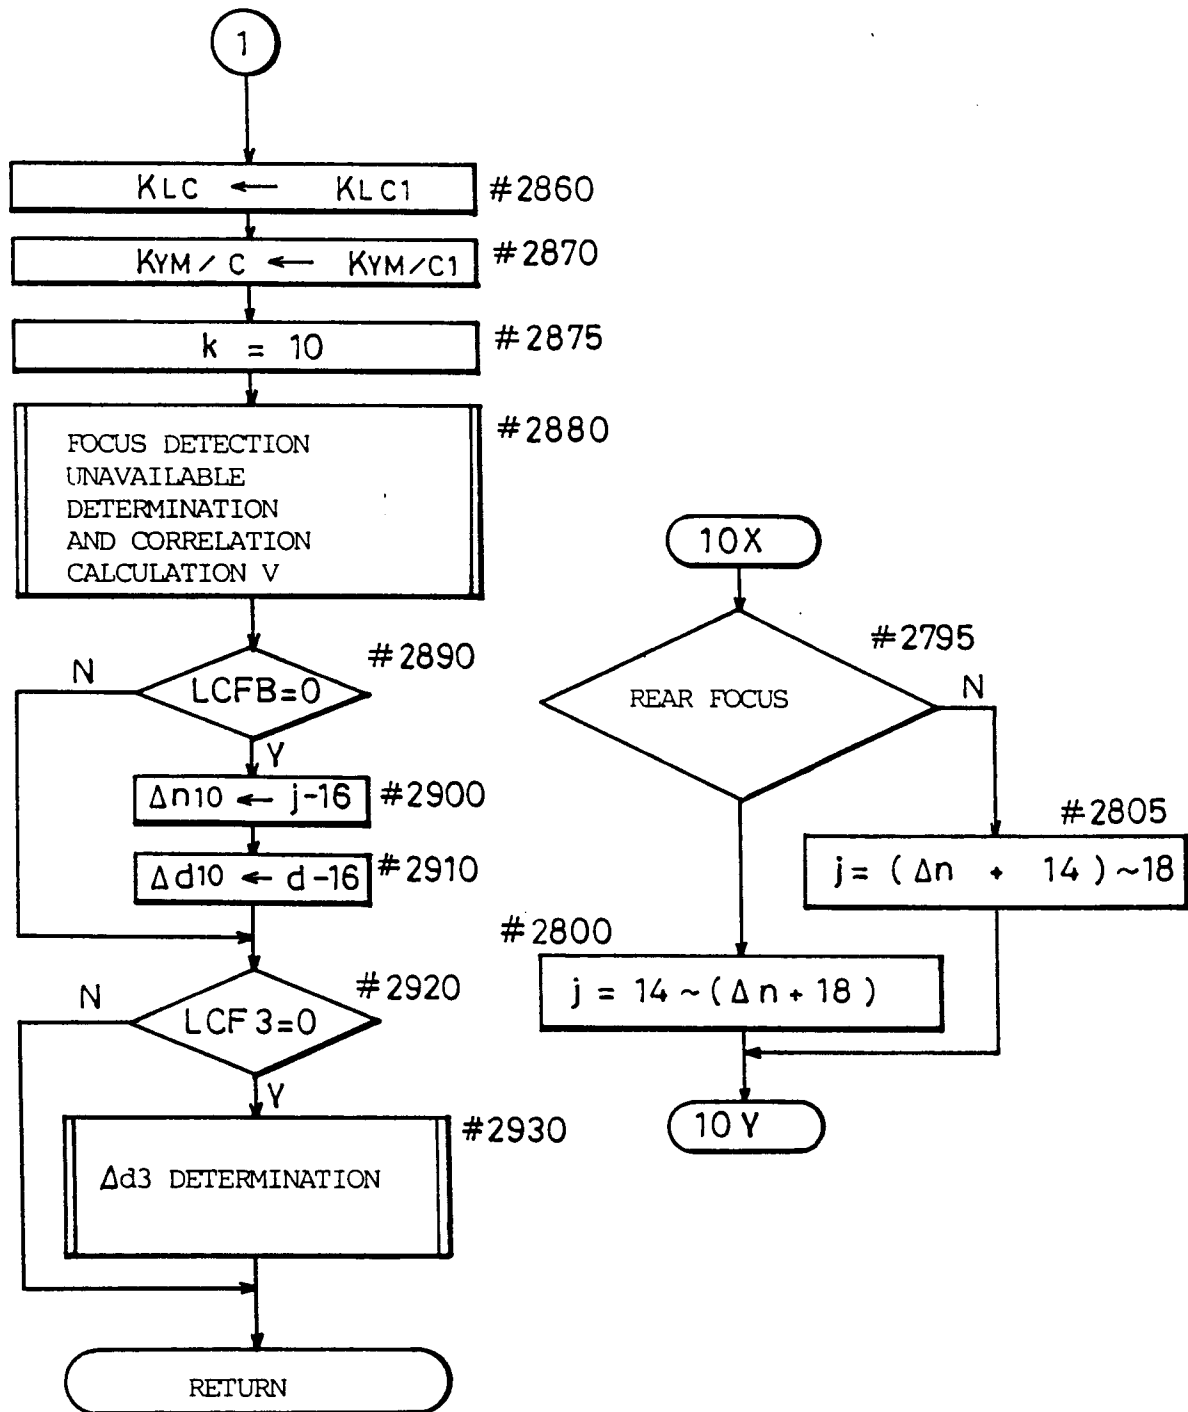 1
KLC ← KLC1 #2860
KYM/C ← KYM/C1 #2870
k = 10 #2875
#2880
FOCUS DETECTION
UNAVAILABLE
DETERMINATION
AND CORRELATION
CALCULATION V
#2890
N
LCFB=0
Y
Δn10 ← j-16 #2900
Δd10 ← d-16 #2910
#2920
N
LCF3=0
Y
#2930
Δd3 DETERMINATION
RETURN
10X
#2795
REAR FOCUS
N
#2805
j = (Δn + 14) ~ 18
#2800
j = 14 ~ (Δn + 18)
10Y